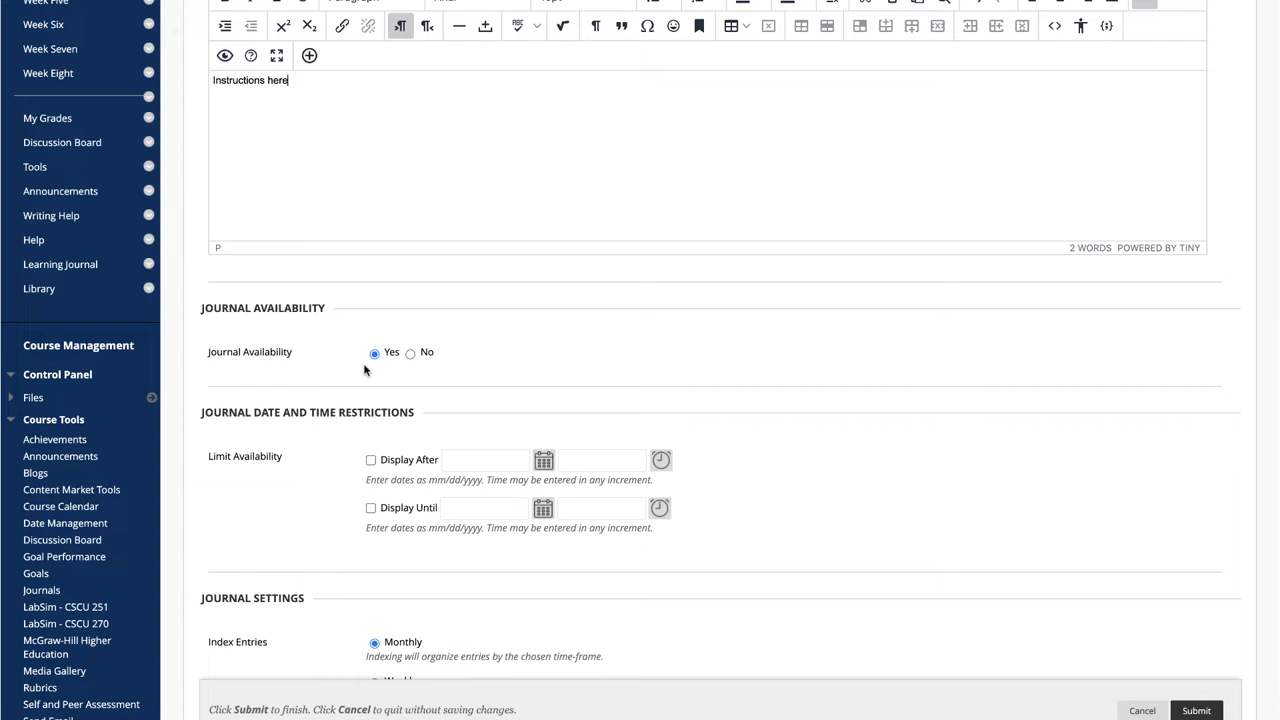 Week Six
Week Seven
Week Eight
My Grades
Discussion Board
Tools
Announcements
Writing Help
Help
Learning Journal
Library
Course Management
Control Panel
Files
Course Tools
Achievements
Announcements
Blogs
Content Market Tools
Course Calendar
Date Management
Discussion Board
Goal Performance
Goals
Journals
LabSim - CSCU 251
LabSim - CSCU 270
McGraw-Hill Higher
Education
Media Gallery
Rubrics
Self and Peer Assessment
Instructions here
P 2 WORDS POWERED BY TINY
JOURNAL AVAILABILITY
Journal Availability Yes No
JOURNAL DATE AND TIME RESTRICTIONS
Limit Availability Display After
Enter dates as mm/dd/yyyy. Time may be entered in any increment.
Display Until
Enter dates as mm/dd/yyyy. Time may be entered in any increment.
JOURNAL SETTINGS
Index Entries Monthly
Indexing will organize entries by the chosen time-frame.
Click Submit to finish. Click Cancel to quit without saving changes. Cancel Submit